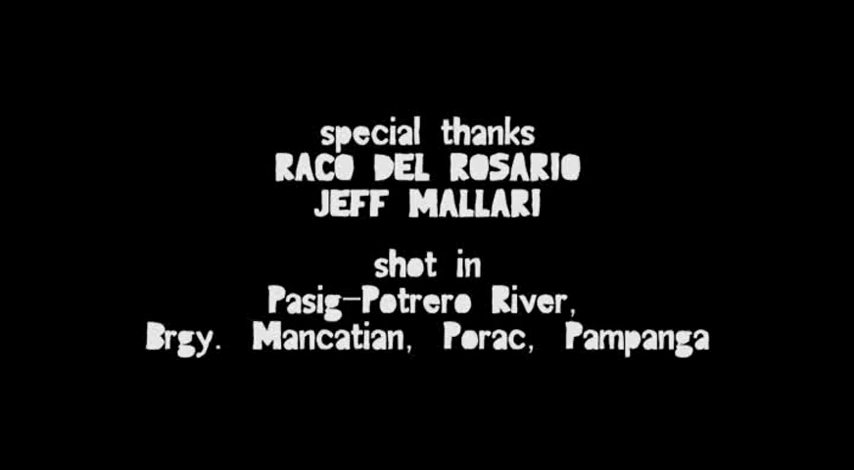 special thanks
RACO DEL ROSARIO
JEFF MALLARI
shot in
Pasig-Potrero River,
Brgy. Mancatian, Porac, Pampanga